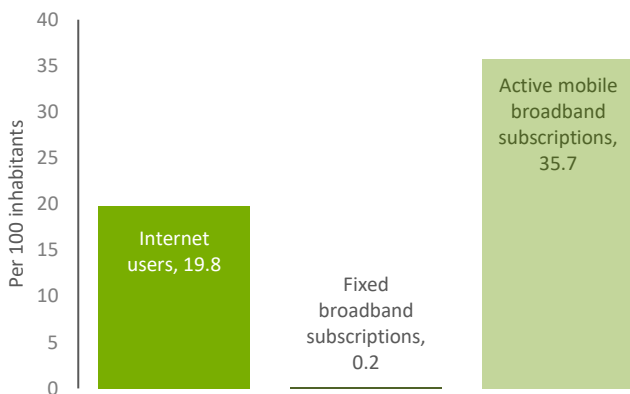 40
35
30
25
20
15
10
5
0
Per 100 inhabitants
Internet
users, 19.8
Fixed
broadband
subscriptions,
0.2
Active mobile
broadband
subscriptions,
35.7